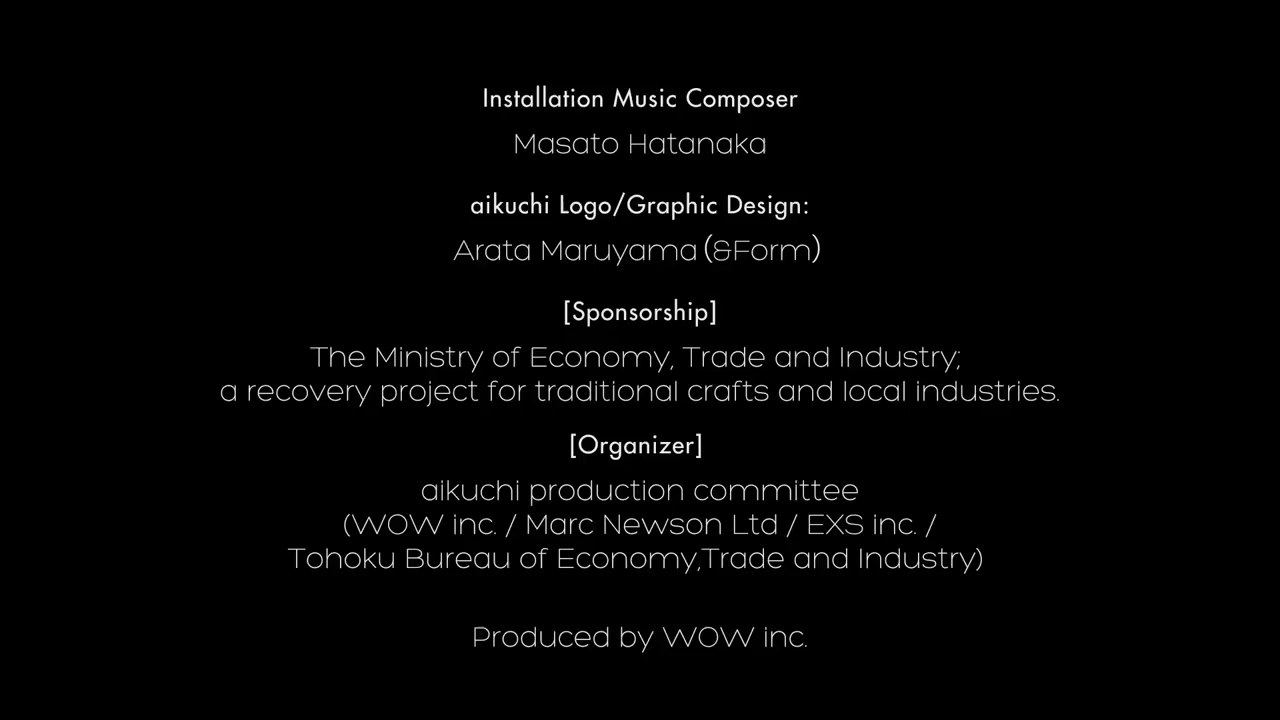 Installation Music Composer
Masato Hatanaka
aikuchi Logo/Graphic Design:
Arata Maruyama (&Form)
[Sponsorship]
The Ministry of Economy, Trade and Industry;
a recovery project for traditional crafts and local industries.
[Organizer]
aikuchi production committee
(WOW inc. / Marc Newson Ltd / EXS inc. /
Tohoku Bureau of Economy,Trade and Industry)
Produced by WOW inc.